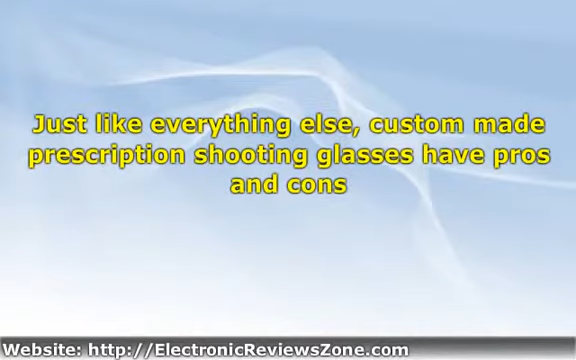 Just like everything else, custom made
prescription shooting glasses have pros
and cons
Website: http://ElectronicReviewsZone.com